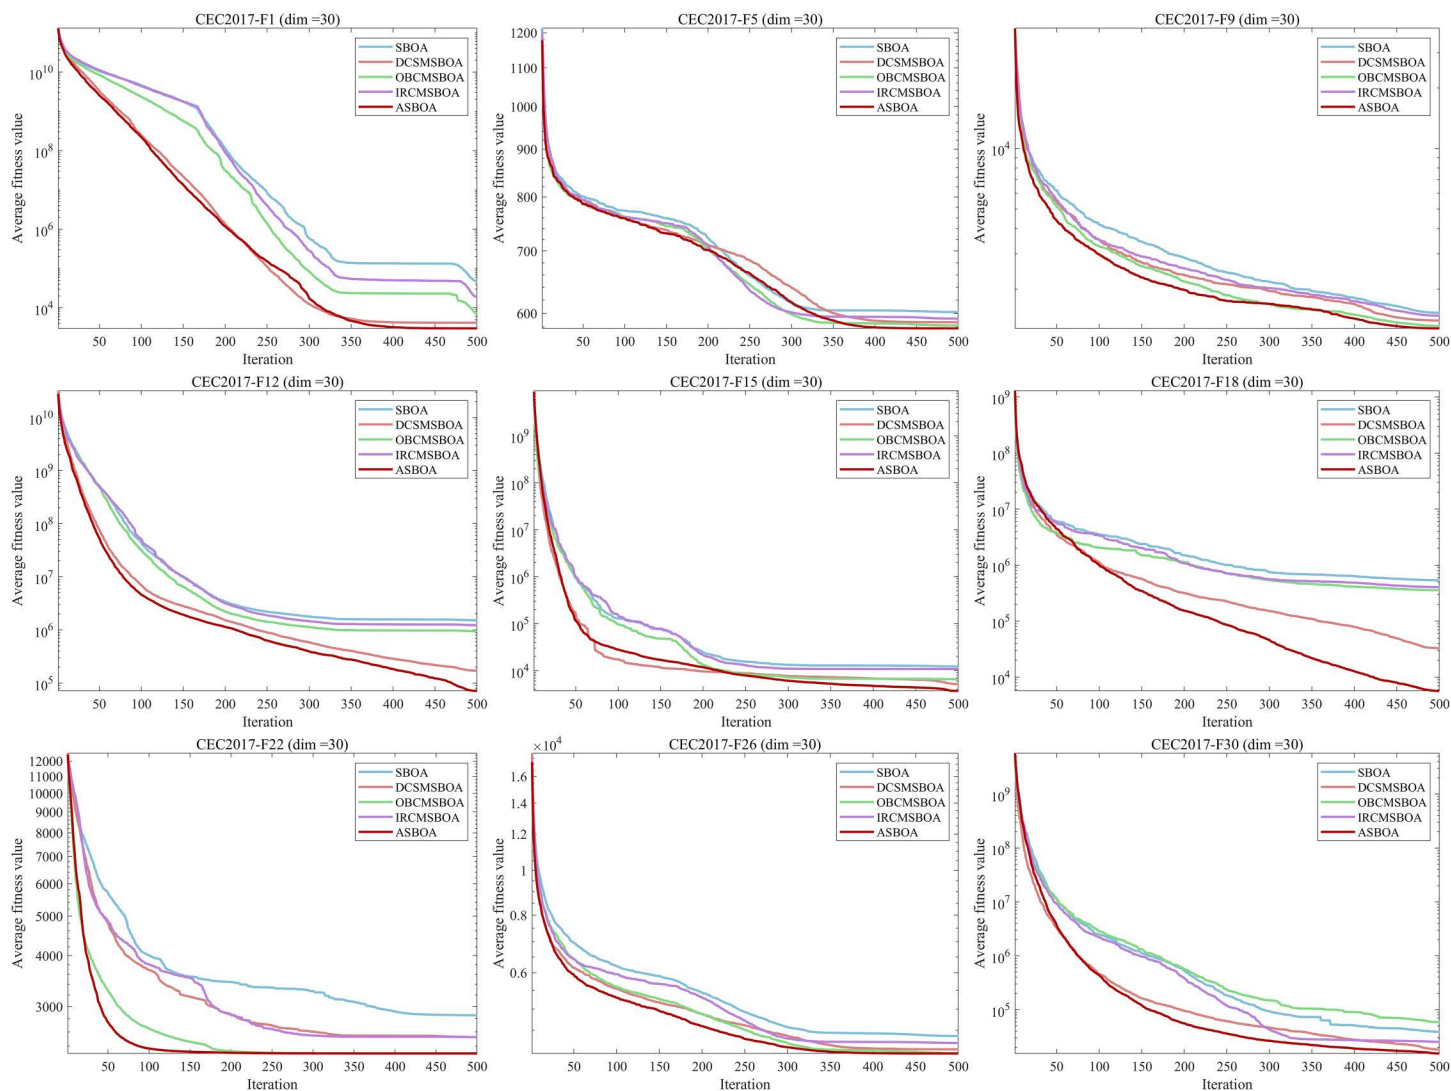 CEC2017-F1 (dim =30)
Average fitness value
10^10
10^8
10^6
10^4
SBOA
DCSMSBOA
OBCMSBOA
IRCMSBOA
ASBOA
50 100 150 200 250 300 350 400 450 500
Iteration
CEC2017-F5 (dim =30)
Average fitness value
1200
1100
1000
900
800
700
600
SBOA
DCSMSBOA
OBCMSBOA
IRCMSBOA
ASBOA
50 100 150 200 250 300 350 400 450 500
Iteration
CEC2017-F9 (dim =30)
Average fitness value
10^4
SBOA
DCSMSBOA
OBCMSBOA
IRCMSBOA
ASBOA
50 100 150 200 250 300 350 400 450 500
Iteration
CEC2017-F12 (dim =30)
Average fitness value
10^10
10^9
10^8
10^7
10^6
10^5
SBOA
DCSMSBOA
OBCMSBOA
IRCMSBOA
ASBOA
50 100 150 200 250 300 350 400 450 500
Iteration
CEC2017-F15 (dim =30)
Average fitness value
10^9
10^8
10^7
10^6
10^5
10^4
SBOA
DCSMSBOA
OBCMSBOA
IRCMSBOA
ASBOA
50 100 150 200 250 300 350 400 450 500
Iteration
CEC2017-F18 (dim =30)
Average fitness value
10^9
10^8
10^7
10^6
10^5
10^4
SBOA
DCSMSBOA
OBCMSBOA
IRCMSBOA
ASBOA
50 100 150 200 250 300 350 400 450 500
Iteration
CEC2017-F22 (dim =30)
Average fitness value
12000
10000
9000
8000
7000
6000
5000
4000
3000
SBOA
DCSMSBOA
OBCMSBOA
IRCMSBOA
ASBOA
50 100 150 200 250 300 350 400 450 500
Iteration
CEC2017-F26 (dim =30)
×10^4
Average fitness value
1.6
1.4
1.2
1
0.8
0.6
SBOA
DCSMSBOA
OBCMSBOA
IRCMSBOA
ASBOA
50 100 150 200 250 300 350 400 450 500
Iteration
CEC2017-F30 (dim =30)
Average fitness value
10^9
10^8
10^7
10^6
10^5
SBOA
DCSMSBOA
OBCMSBOA
IRCMSBOA
ASBOA
50 100 150 200 250 300 350 400 450 500
Iteration